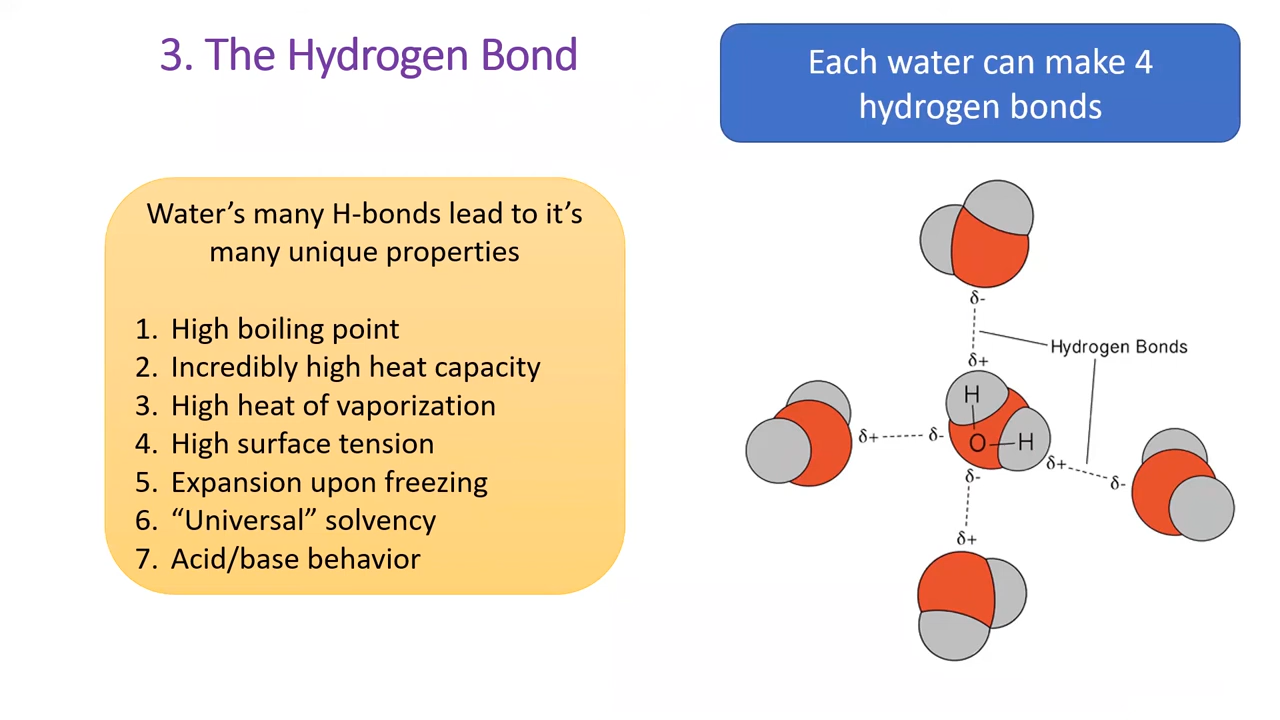 3. The Hydrogen Bond
Each water can make 4
hydrogen bonds
Water’s many H-bonds lead to it’s
many unique properties
1. High boiling point
2. Incredibly high heat capacity
3. High heat of vaporization
4. High surface tension
5. Expansion upon freezing
6. “Universal” solvency
7. Acid/base behavior
δ-
Hydrogen Bonds
δ+
H
δ+ δ- O H
δ+
δ-
δ-
δ+